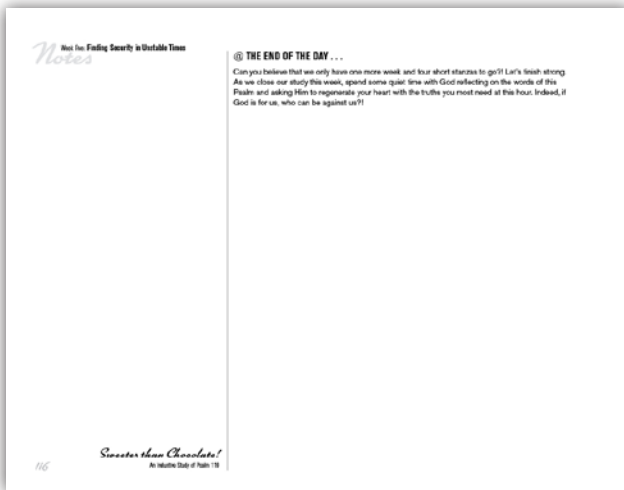 Notes
Week Five: Finding Security in Unstable Times
@ THE END OF THE DAY . . .
Can you believe that we only have one more week and four short stanzas to go?! Let's finish strong.
As we close our study this week, spend some quiet time with God reflecting on the words of this
Psalm and asking Him to regenerate your heart with the truths you most need at this hour. Indeed, if
God is for us, who can be against us?!
Sweeter than Chocolate!
An Inductive Study of Psalm 119
116